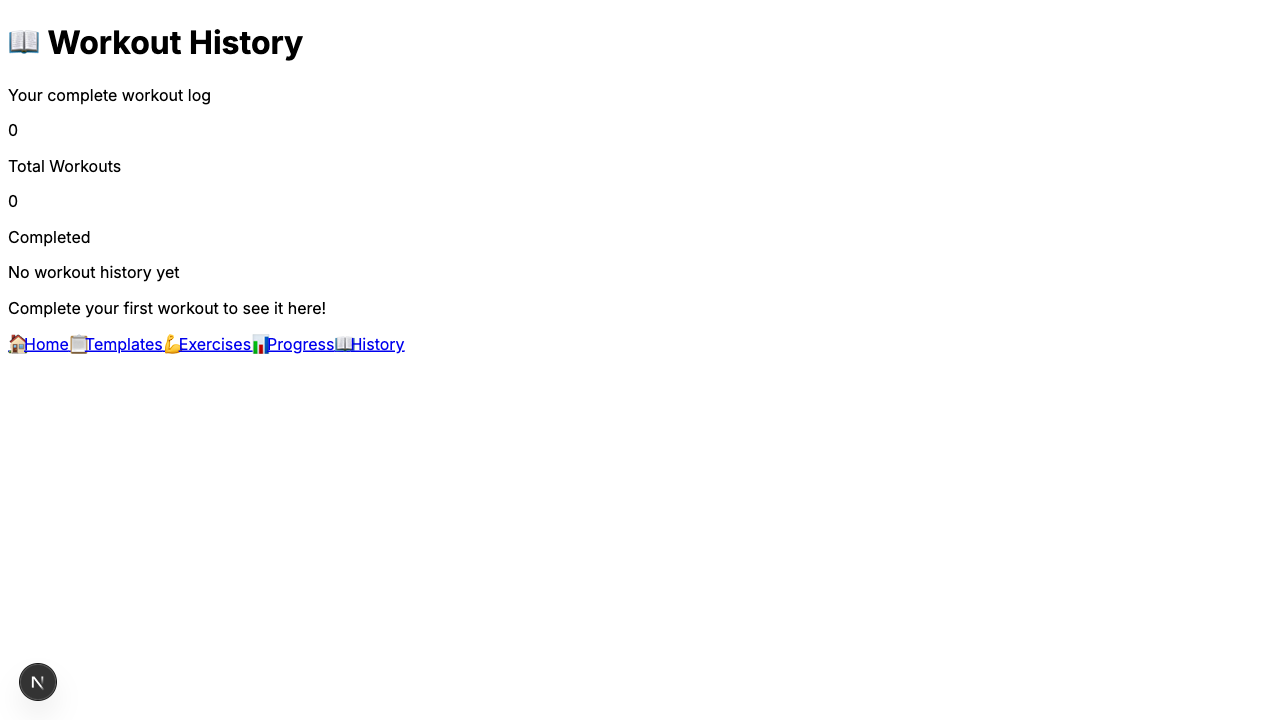 📖 Workout History
Your complete workout log
0
Total Workouts
0
Completed
No workout history yet
Complete your first workout to see it here!
🏠Home📋Templates💪Exercises📊Progress📖History
N